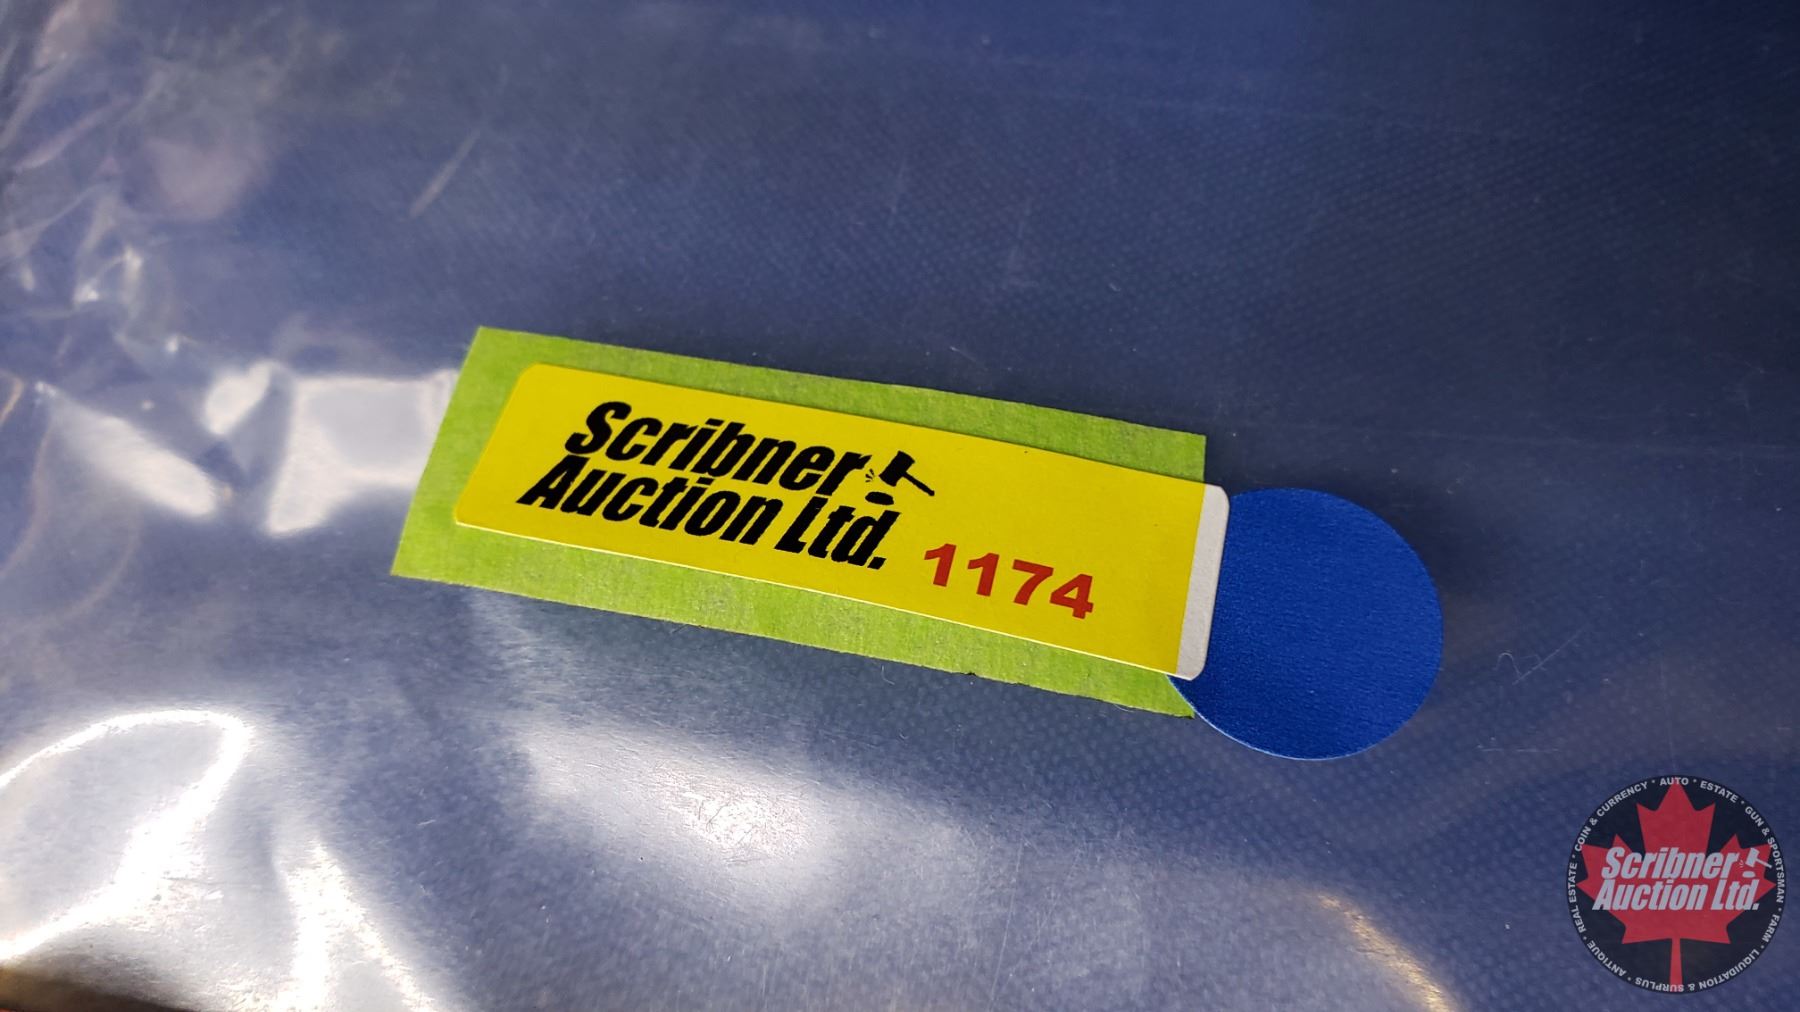 Scribner
Auction Ltd.
1174
COIN & CURRENCY • AUTO • ESTATE • GUN & SPORTSMAN • FARM • LIQUIDATION & SURPLUS • ANTIQUE • REAL ESTATE •
Scribner
Auction Ltd.